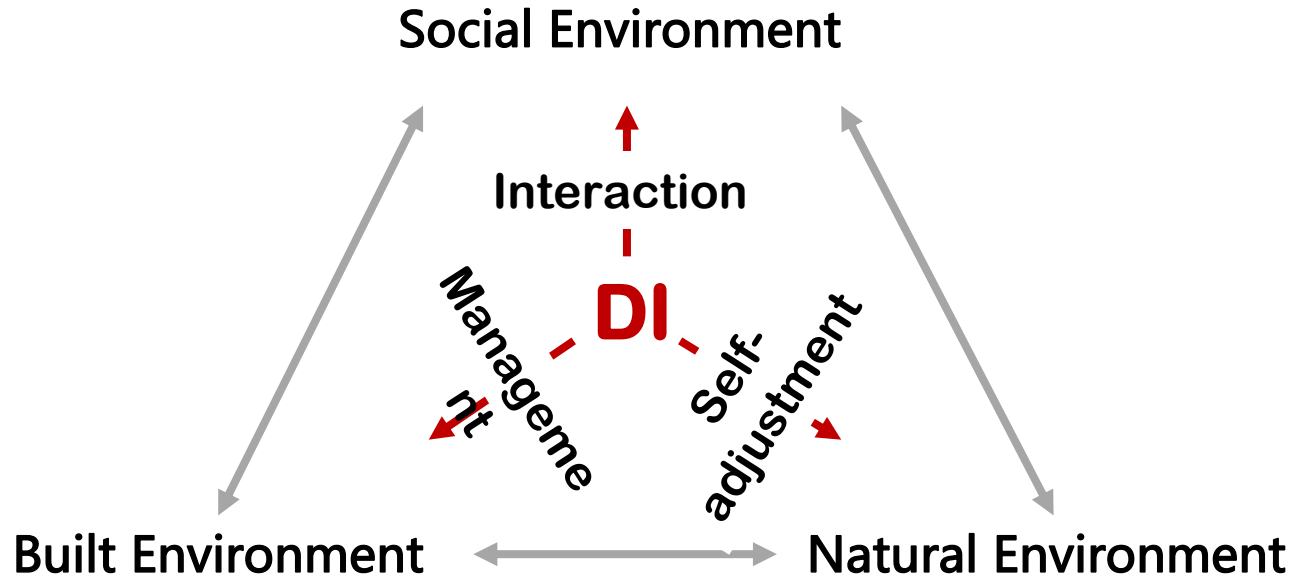 Social Environment
Interaction
DI
Manageme
nt
Self-
adjustment
Built Environment
Natural Environment